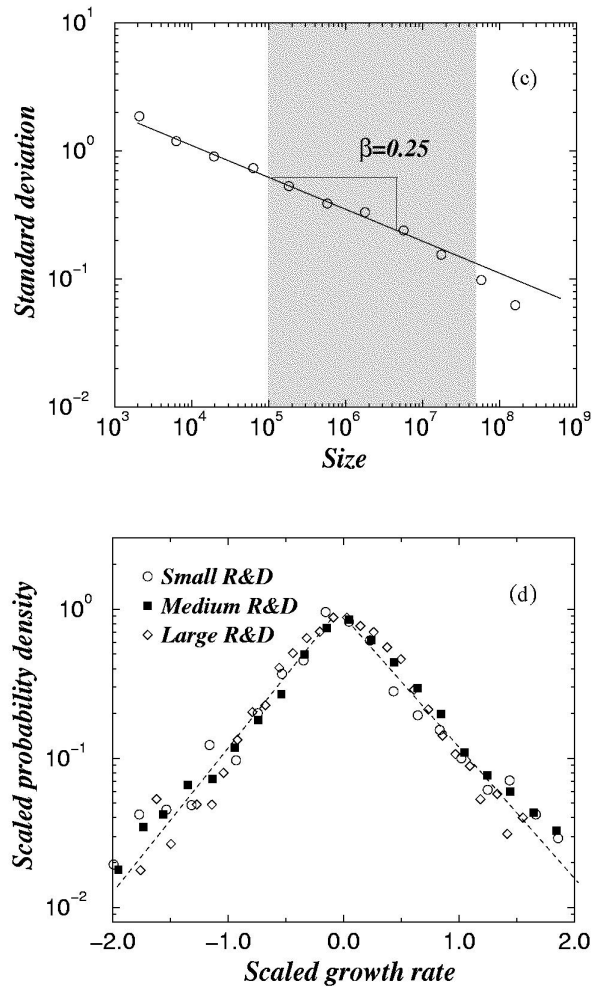 10^1
(c)
10^0
β=0.25
10^-1
10^-2
Standard deviation
10^3 10^4 10^5 10^6 10^7 10^8 10^9
Size
(d)
Small R&D
Medium R&D
Large R&D
10^0
10^-1
10^-2
Scaled probability density
−2.0 −1.0 0.0 1.0 2.0
Scaled growth rate